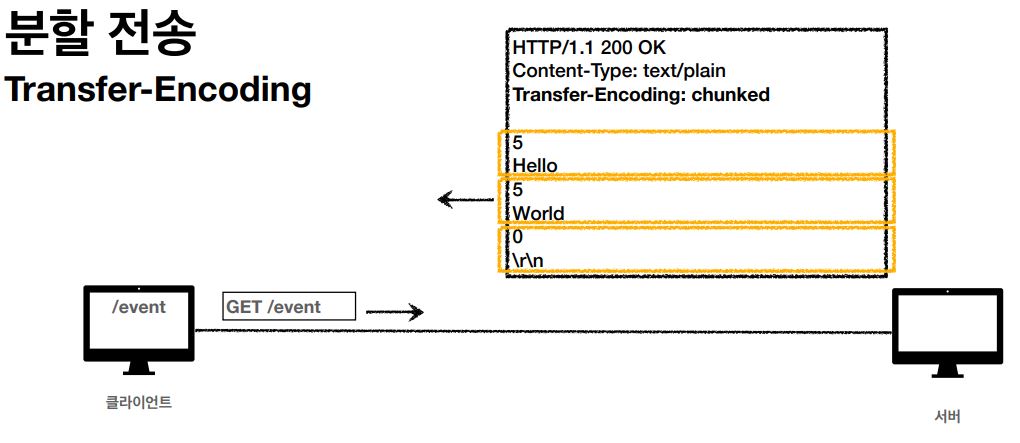 분할 전송
Transfer-Encoding
HTTP/1.1 200 OK
Content-Type: text/plain
Transfer-Encoding: chunked
5
Hello
5
World
0
\r\n
/event
GET /event
클라이언트
서버